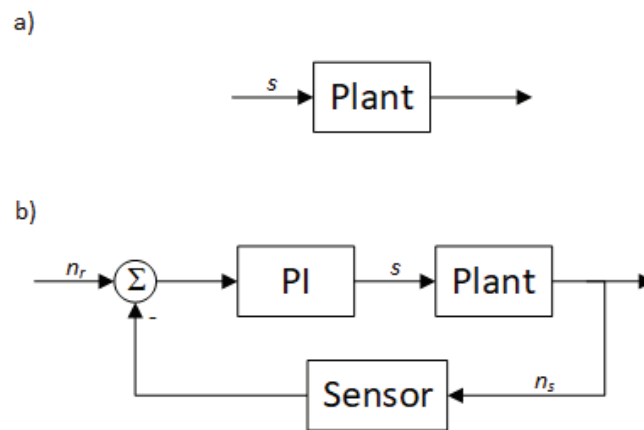 a)
s
Plant
b)
n_r Σ PI s Plant
-
Sensor n_s